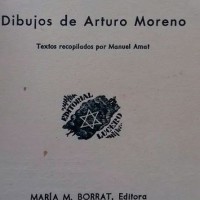 Dibujos de Arturo Moreno
Textos recopilados por Manuel Amat
EDITORIAL
LUCERO
MARÍA M. BORRAT, Editora